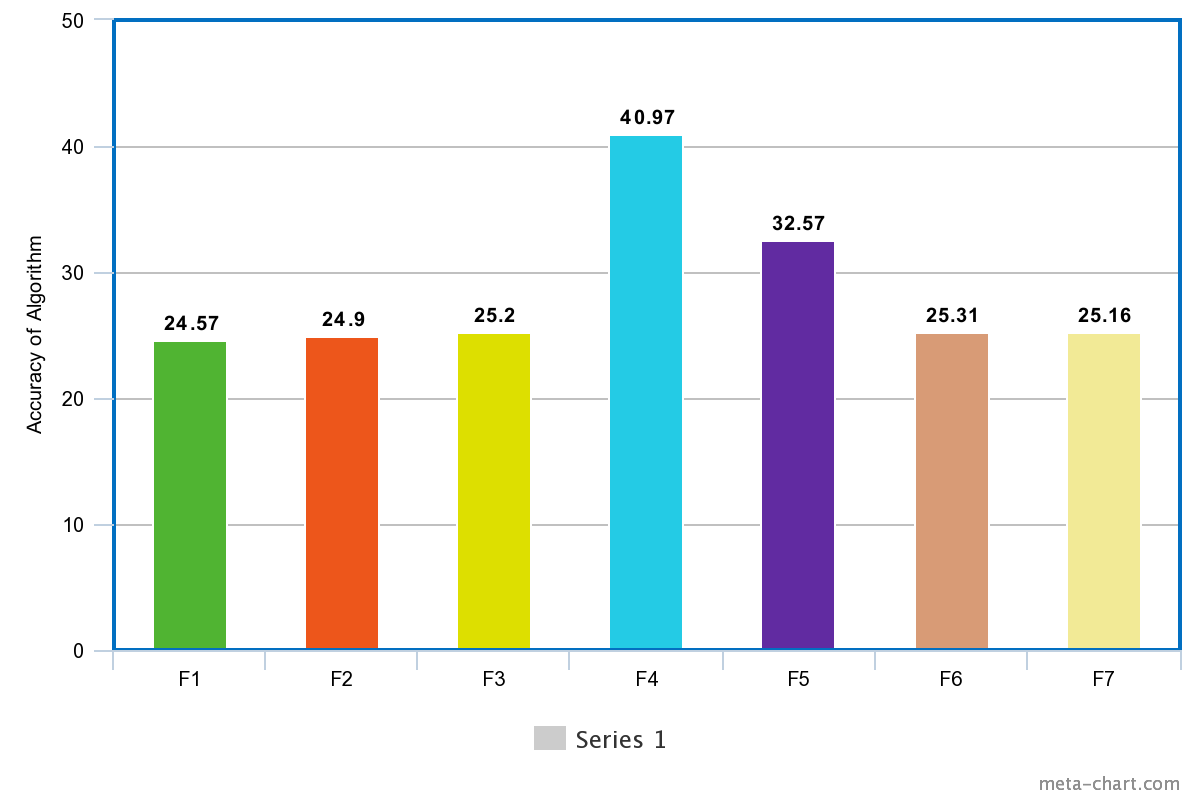 50
40
30
20
10
0
Accuracy of Algorithm
24.57
24.9
25.2
40.97
32.57
25.31
25.16
F1
F2
F3
F4
F5
F6
F7
Series 1
meta-chart.com